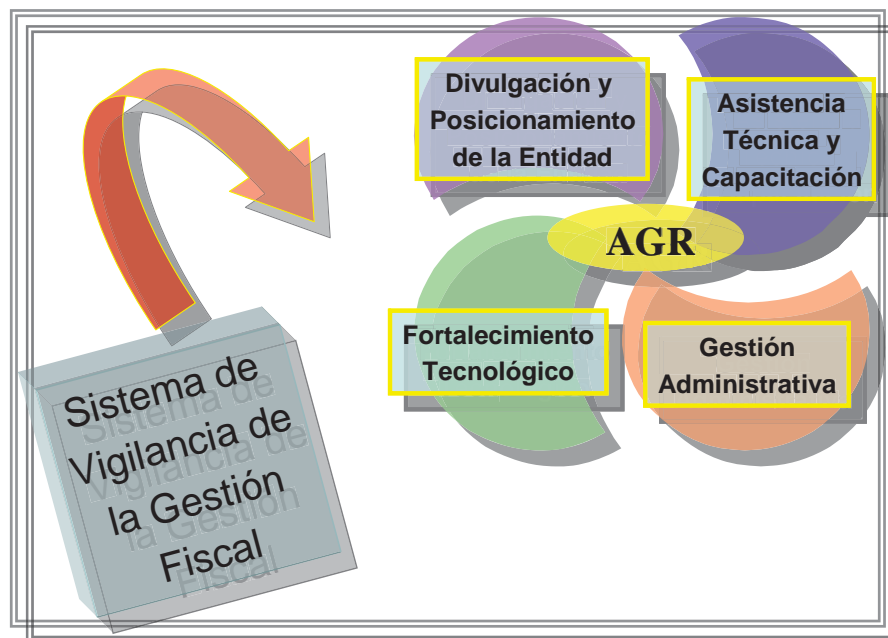 Divulgación y
Posicionamiento
de la Entidad
Asistencia
Técnica y
Capacitación
AGR
Fortalecimiento
Tecnológico
Gestión
Administrativa
Sistema de
Vigilancia de
la Gestión
Fiscal